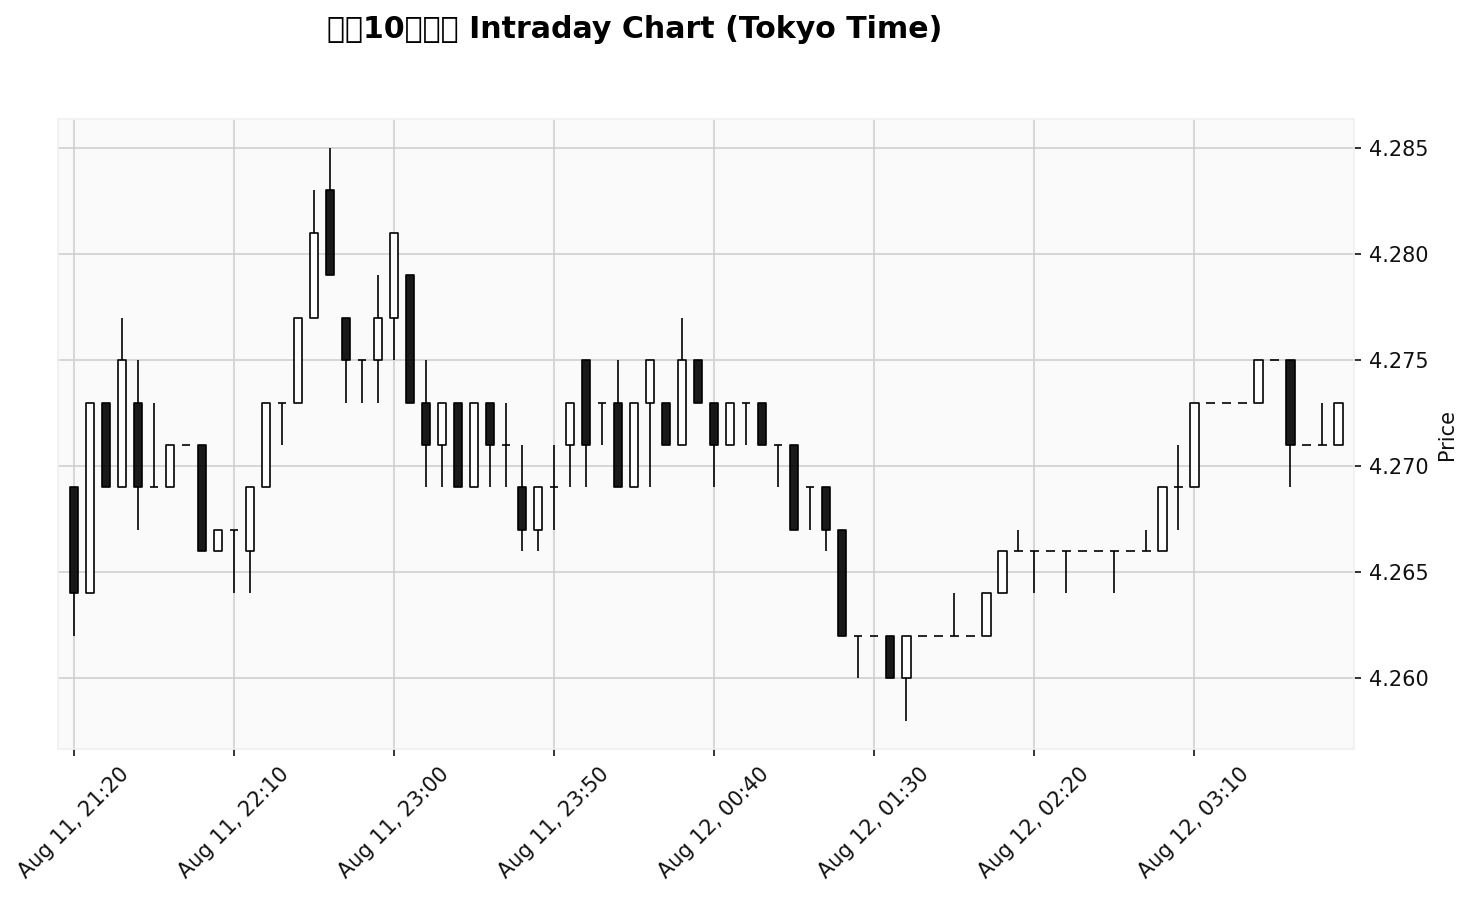 10 Intraday Chart (Tokyo Time)
4.285
4.280
4.275
4.270
4.265
4.260
Price
Aug 11, 21:20
Aug 11, 22:10
Aug 11, 23:00
Aug 11, 23:50
Aug 12, 00:40
Aug 12, 01:30
Aug 12, 02:20
Aug 12, 03:10